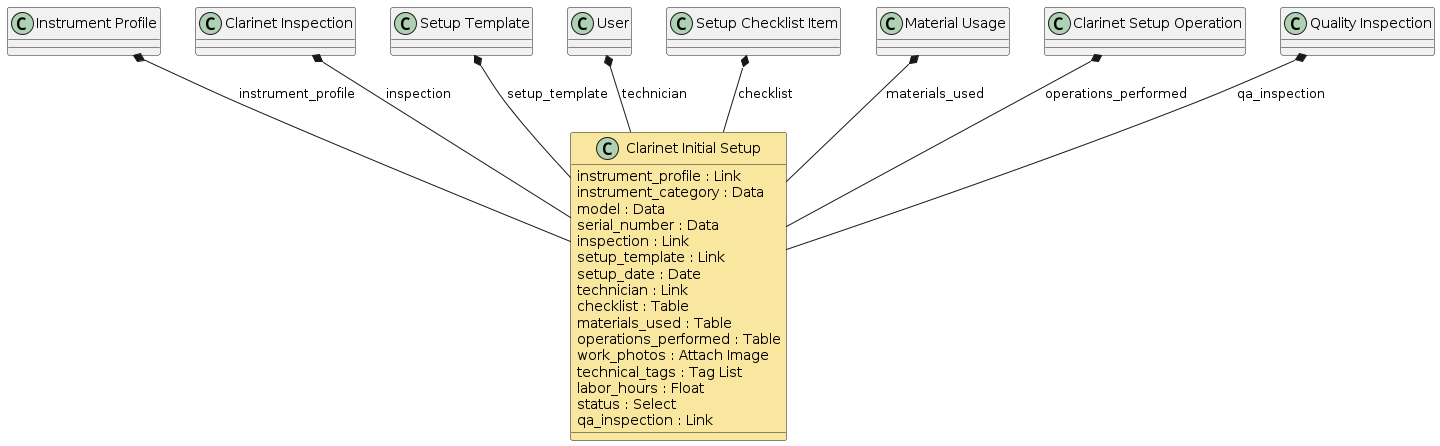 C Instrument Profile
C Clarinet Inspection
C Setup Template
C User
C Setup Checklist Item
C Material Usage
C Clarinet Setup Operation
C Quality Inspection
instrument_profile
inspection
setup_template
technician
checklist
materials_used
operations_performed
qa_inspection
C Clarinet Initial Setup
instrument_profile : Link
instrument_category : Data
model : Data
serial_number : Data
inspection : Link
setup_template : Link
setup_date : Date
technician : Link
checklist : Table
materials_used : Table
operations_performed : Table
work_photos : Attach Image
technical_tags : Tag List
labor_hours : Float
status : Select
qa_inspection : Link